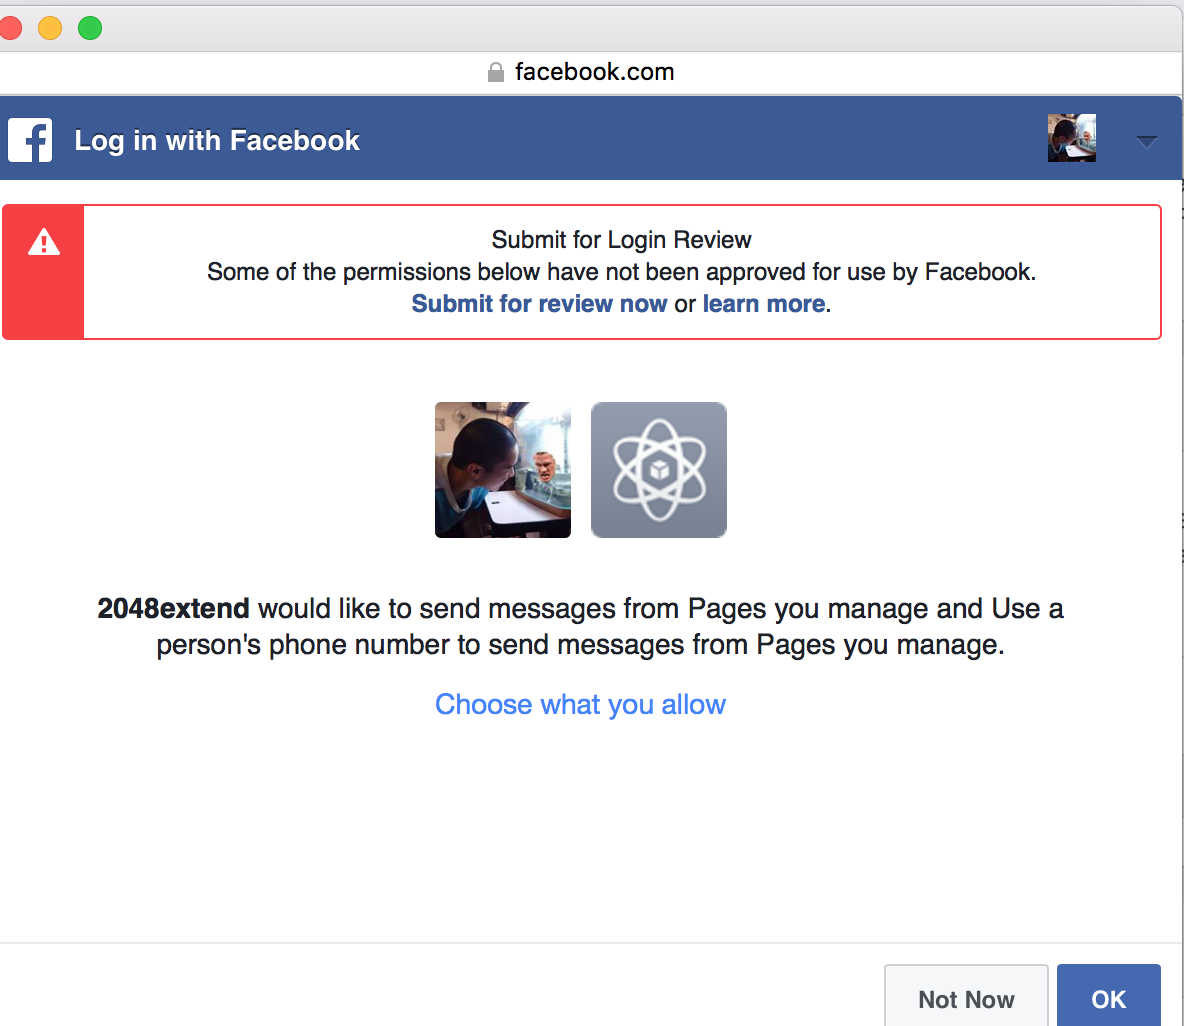 facebook.com
Log in with Facebook
Submit for Login Review
Some of the permissions below have not been approved for use by Facebook.
Submit for review now or learn more.
2048extend would like to send messages from Pages you manage and Use a
person's phone number to send messages from Pages you manage.
Choose what you allow
Not Now
OK